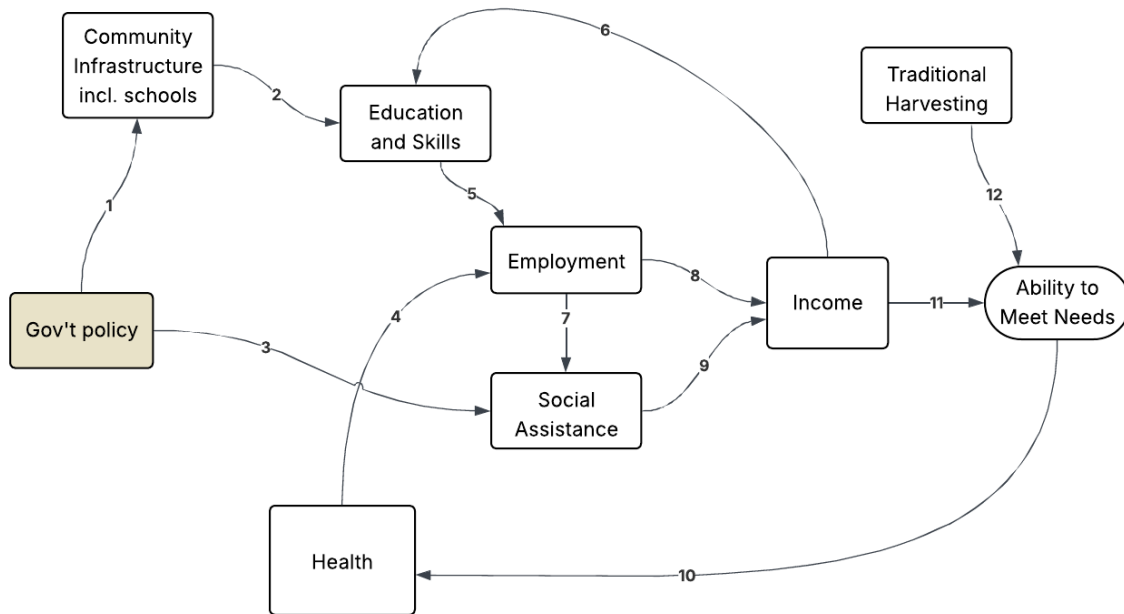 Community
Infrastructure
incl. schools
6
Traditional
Harvesting
2
Education
and Skills
1
5
12
Employment
8
4
7
Income
11
Ability to
Meet Needs
Gov't policy
3
9
Social
Assistance
Health
10